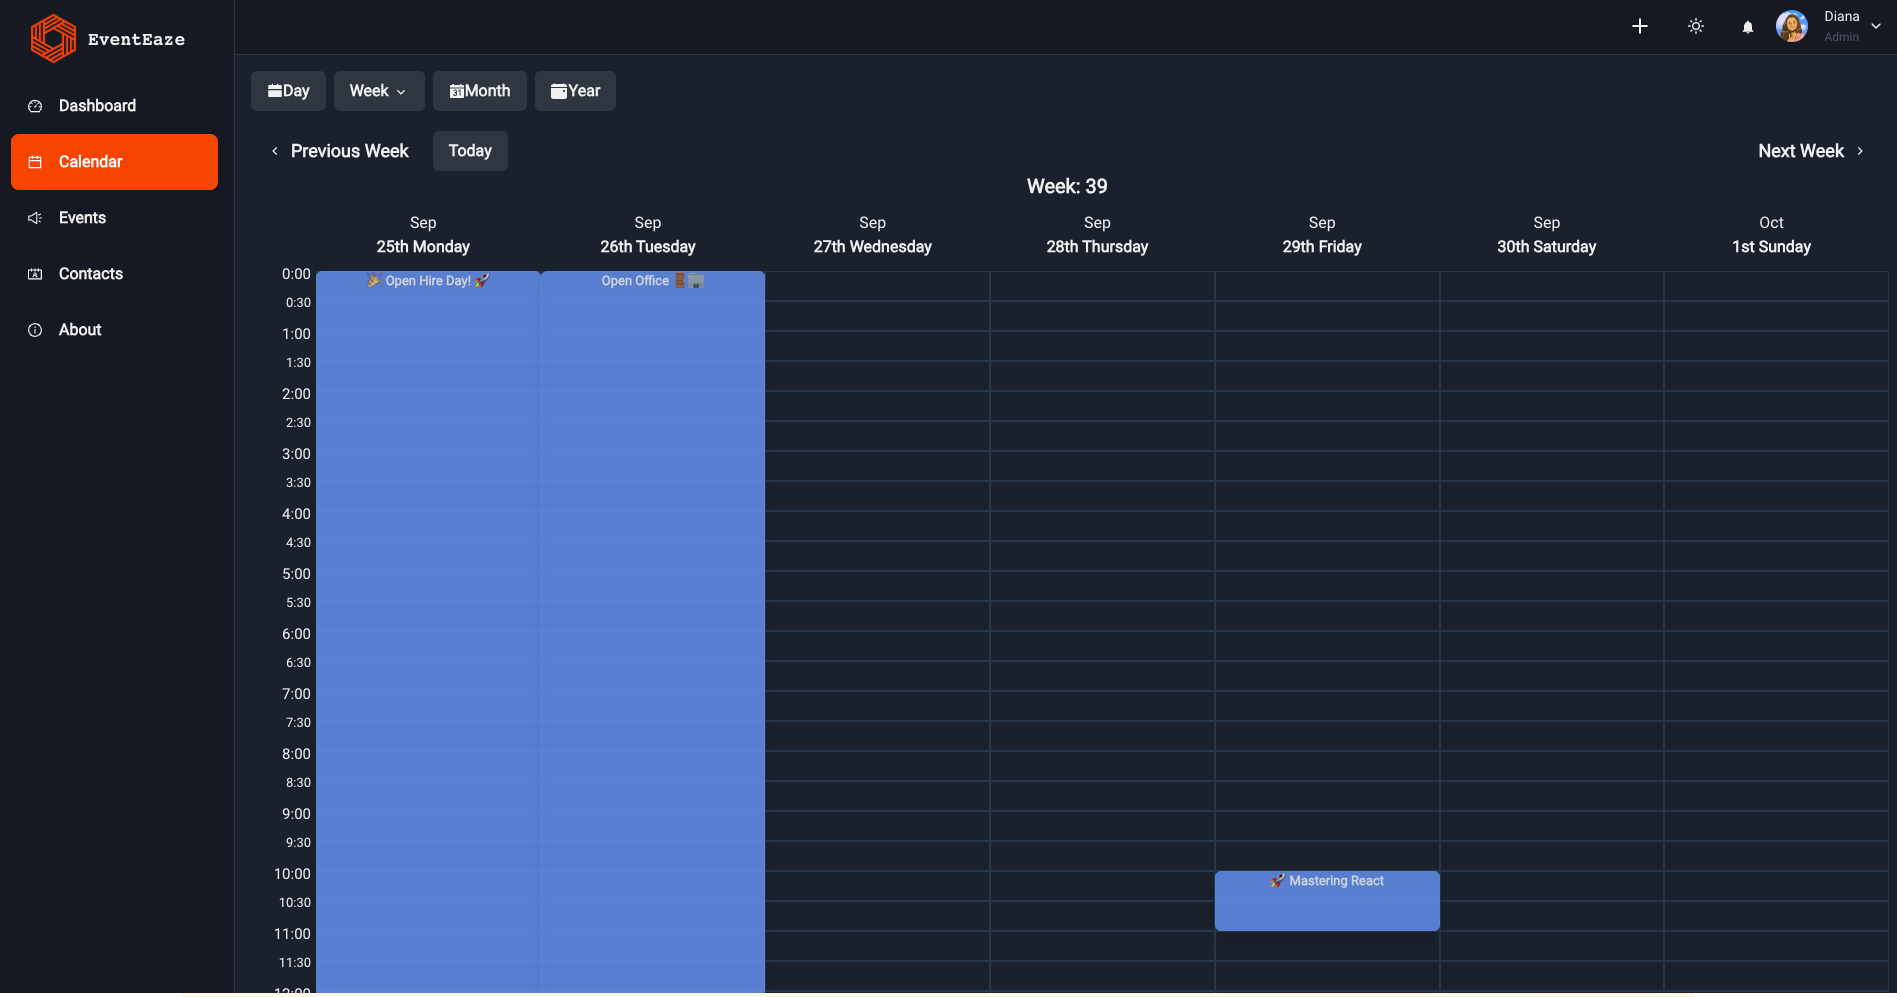 EventEaze
Diana
Admin
Dashboard
Calendar
Events
Contacts
About
Day
Week
31
Month
Year
Previous Week
Today
Next Week
Week: 39
Sep
25th Monday
Sep
26th Tuesday
Sep
27th Wednesday
Sep
28th Thursday
Sep
29th Friday
Sep
30th Saturday
Oct
1st Sunday
🎉 Open Hire Day! 🚀
Open Office 🚪🏢
0:00
0:30
1:00
1:30
2:00
2:30
3:00
3:30
4:00
4:30
5:00
5:30
6:00
6:30
7:00
7:30
8:00
8:30
9:00
9:30
10:00
🚀 Mastering React
10:30
11:00
11:30
12:00